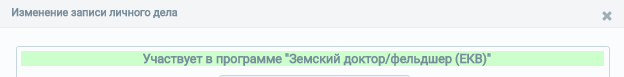 Изменение записи личного дела
Участвует в программе "Земский доктор/фельдшер (ЕКВ)"